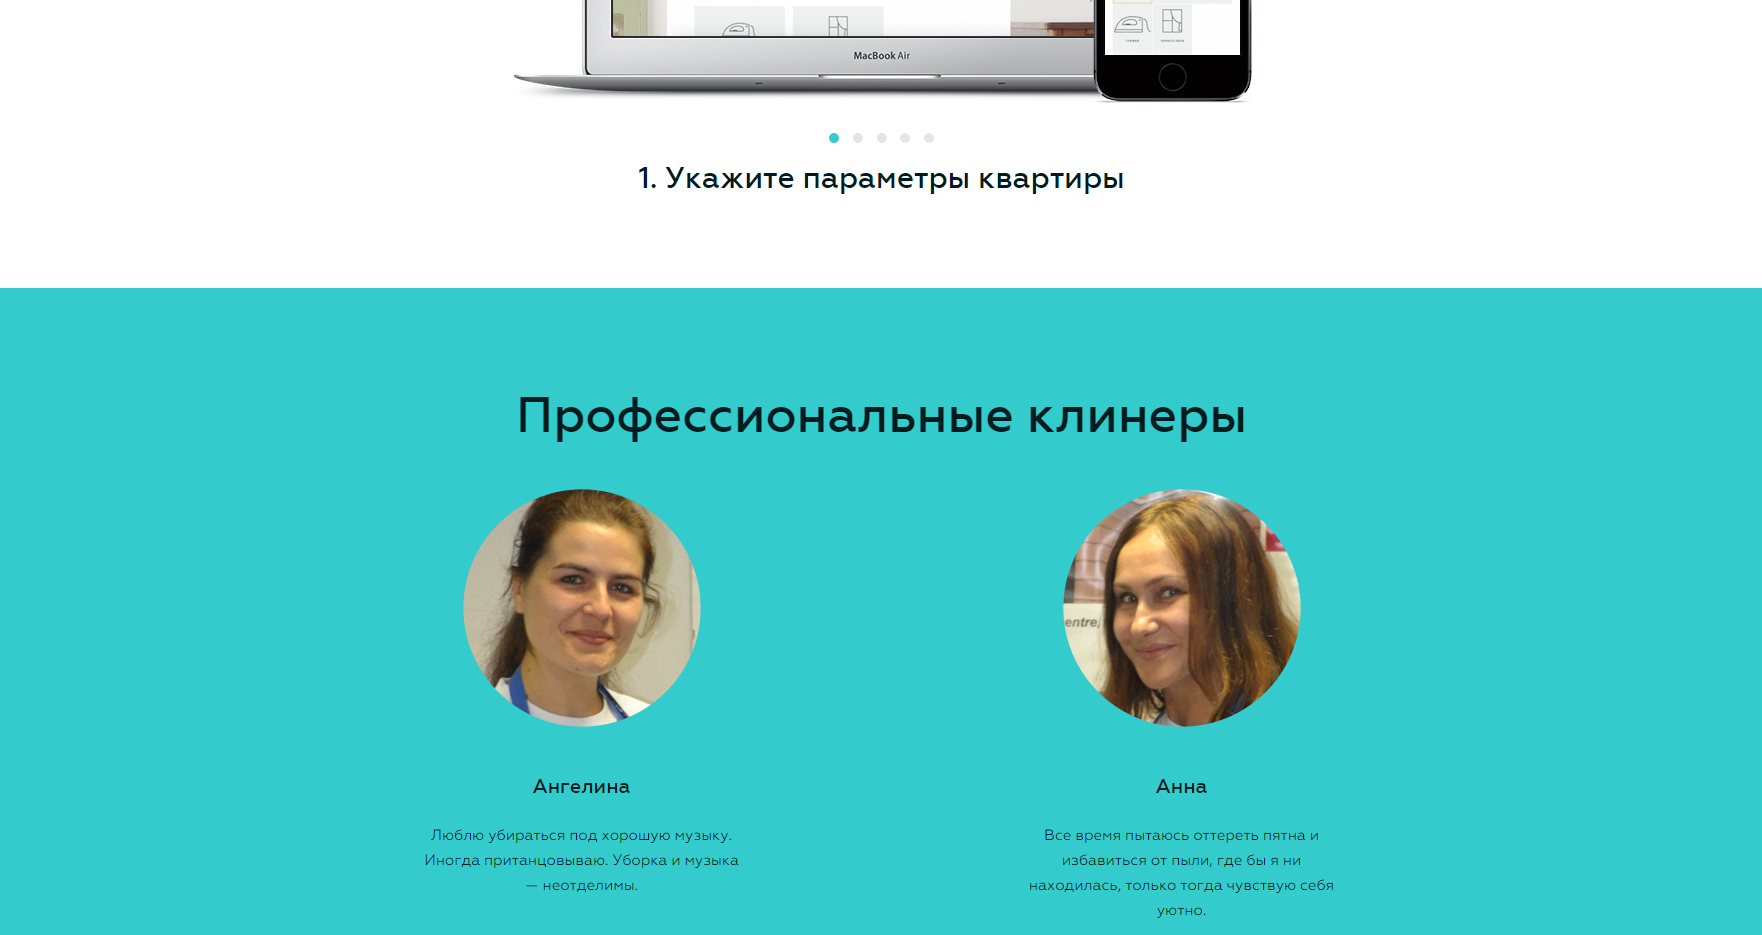 MacBook Air
1. Укажите параметры квартиры
Профессиональные клинеры
entre,
Ангелина
Анна
Люблю убираться под хорошую музыку.
Иногда пританцовываю. Уборка и музыка
— неотделимы.
Все время пытаюсь оттереть пятна и
избавиться от пыли, где бы я ни
находилась, только тогда чувствую себя
уютно.